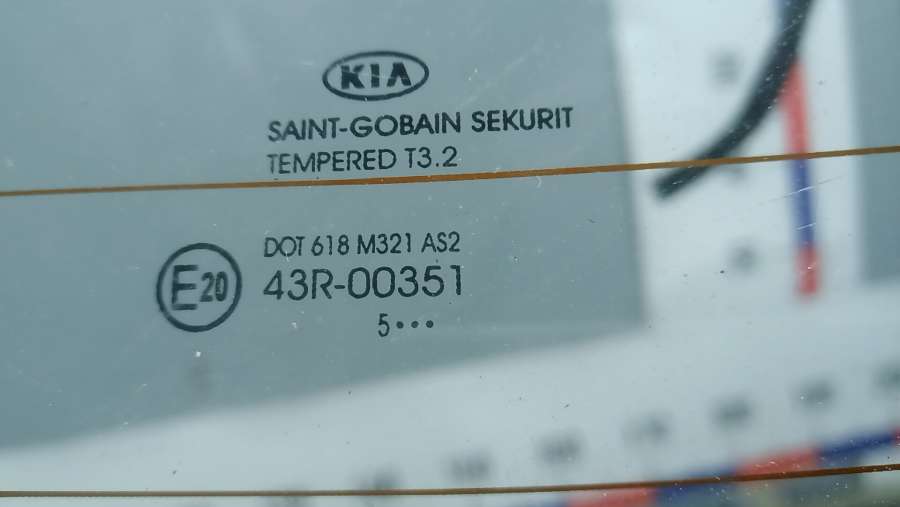 KIA
SAINT-GOBAIN SEKURIT
TEMPERED T3.2
DOT 618 M321 AS2
E20 43R-00351
5•••